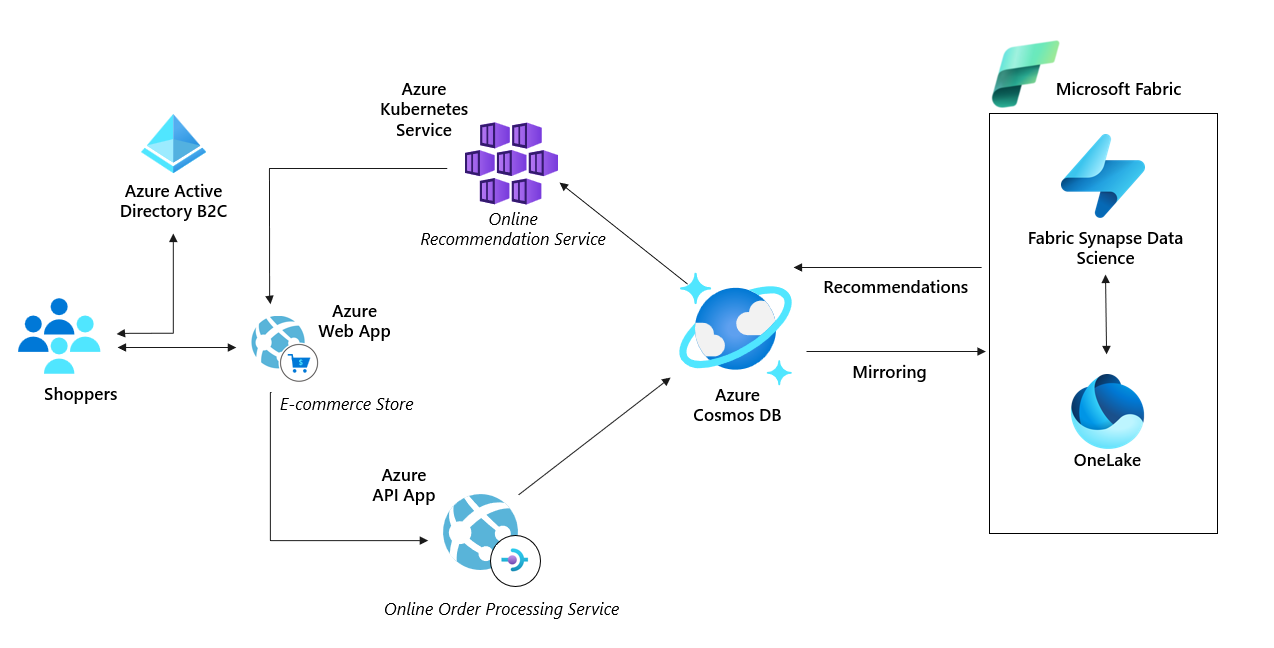 Azure
Kubernetes
Service
Microsoft Fabric
Azure Active
Directory B2C
Online
Recommendation Service
Fabric Synapse Data
Science
Recommendations
Azure
Web App
$
Mirroring
Shoppers
E-commerce Store
Azure
Cosmos DB
OneLake
Azure
API App
Online Order Processing Service